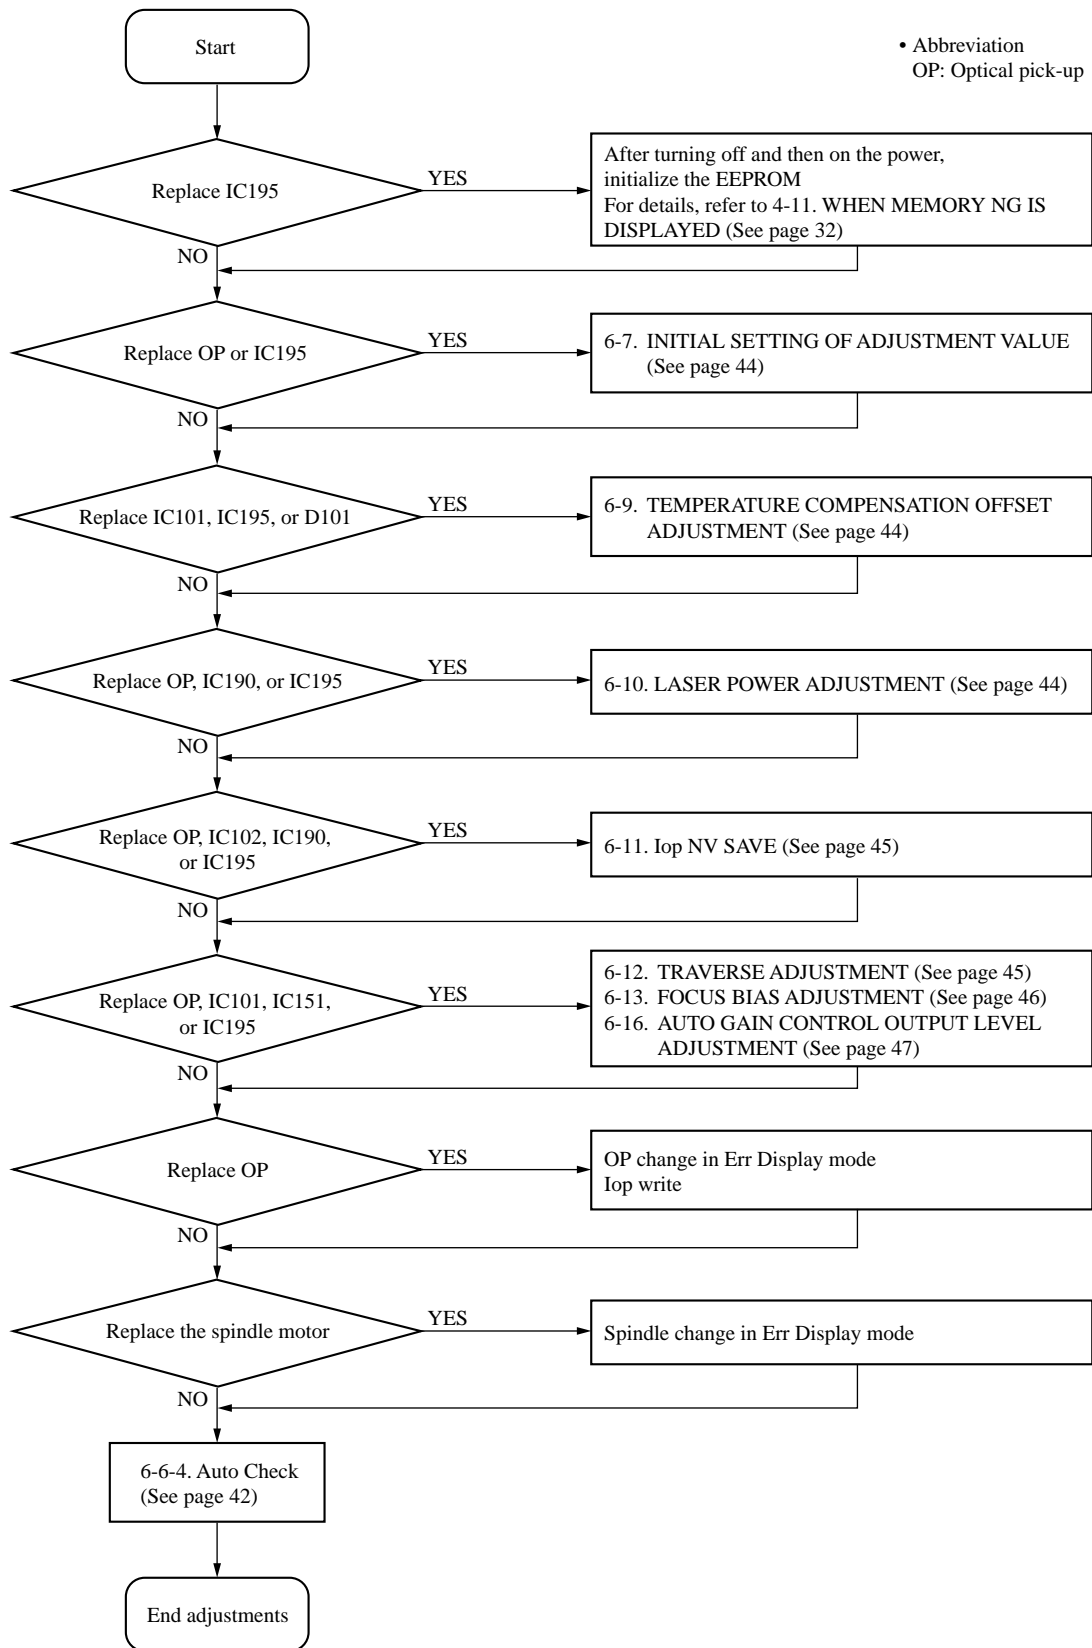 Start
• Abbreviation
OP: Optical pick-up
Replace IC195
YES
After turning off and then on the power,
initialize the EEPROM
For details, refer to 4-11. WHEN MEMORY NG IS
DISPLAYED (See page 32)
NO
Replace OP or IC195
YES
6-7. INITIAL SETTING OF ADJUSTMENT VALUE
(See page 44)
NO
Replace IC101, IC195, or D101
YES
6-9. TEMPERATURE COMPENSATION OFFSET
ADJUSTMENT (See page 44)
NO
Replace OP, IC190, or IC195
YES
6-10. LASER POWER ADJUSTMENT (See page 44)
NO
Replace OP, IC102, IC190,
or IC195
YES
6-11. Iop NV SAVE (See page 45)
NO
Replace OP, IC101, IC151,
or IC195
YES
6-12. TRAVERSE ADJUSTMENT (See page 45)
6-13. FOCUS BIAS ADJUSTMENT (See page 46)
6-16. AUTO GAIN CONTROL OUTPUT LEVEL
ADJUSTMENT (See page 47)
NO
Replace OP
YES
OP change in Err Display mode
Iop write
NO
Replace the spindle motor
YES
Spindle change in Err Display mode
NO
6-6-4. Auto Check
(See page 42)
End adjustments